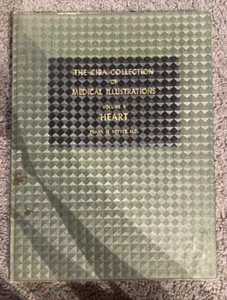 THE CIBA COLLECTION
OF
MEDICAL ILLUSTRATIONS
VOLUME 5
HEART
FRANK H. NETTER, M.D.